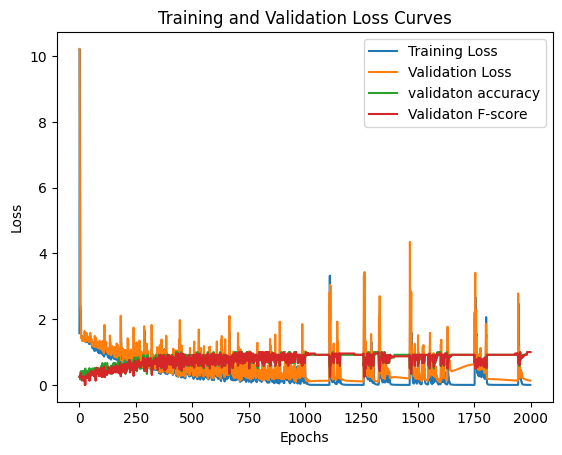 Training and Validation Loss Curves
Training Loss
Validation Loss
validaton accuracy
Validaton F-score
10
8
6
4
2
0
Loss
0
250
500
750
1000
1250
1500
1750
2000
Epochs